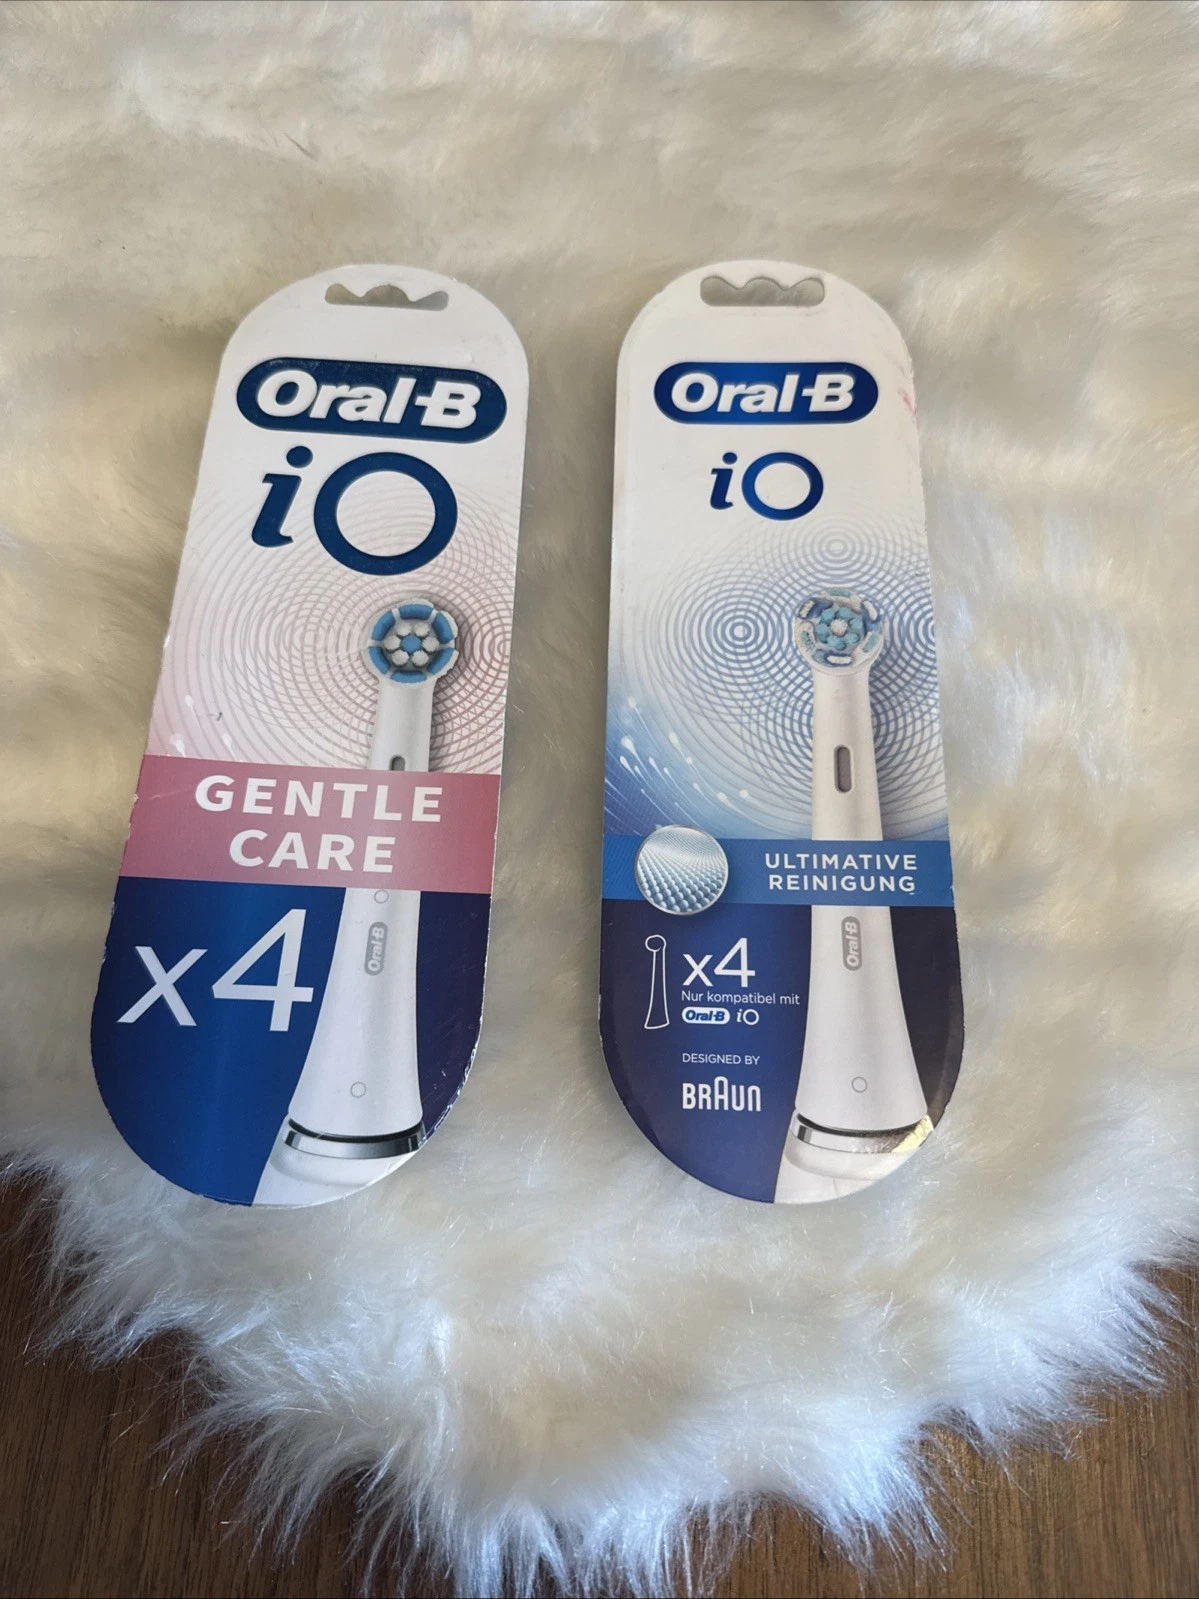 Oral-B
iO
GENTLE
CARE
x4
Oral-B
Oral-B
iO
ULTIMATIVE
REINIGUNG
x4
Nur kompatibel mit
Oral-B iO
DESIGNED BY
BRAUN
Oral-B